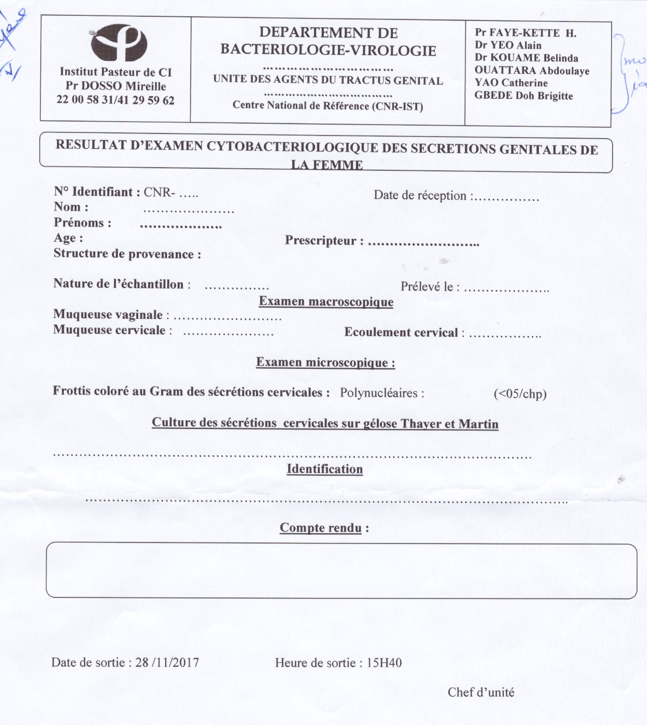 Institut Pasteur de CI
Pr DOSSO Mireille
22 00 58 31/41 29 59 62
DEPARTEMENT DE
BACTERIOLOGIE-VIROLOGIE
................................
UNITE DES AGENTS DU TRACTUS GENITAL
................................
Centre National de Référence (CNR-IST)
Pr FAYE-KETTE H.
Dr YEO Alain
Dr KOUAME Belinda
OUATTARA Abdoulaye
YAO Catherine
GBEDE Doh Brigitte
RESULTAT D'EXAMEN CYTOBACTERIOLOGIQUE DES SECRETIONS GENITALES DE
LA FEMME
N° Identifiant : CNR- ..... Date de réception :...............
Nom : .....................
Prénoms : ...................
Age : Prescripteur : ..........................
Structure de provenance :
Nature de l'échantillon : ............... Prélevé le : ....................
Examen macroscopique
Muqueuse vaginale : .........................
Muqueuse cervicale : ..................... Ecoulement cervical : .................
Examen microscopique :
Frottis coloré au Gram des sécrétions cervicales : Polynucléaires : (<05/chp)
Culture des sécrétions cervicales sur gélose Thayer et Martin
................................................................................
Identification
................................................................................
Compte rendu :
Date de sortie : 28 /11/2017 Heure de sortie : 15H40
Chef d'unité